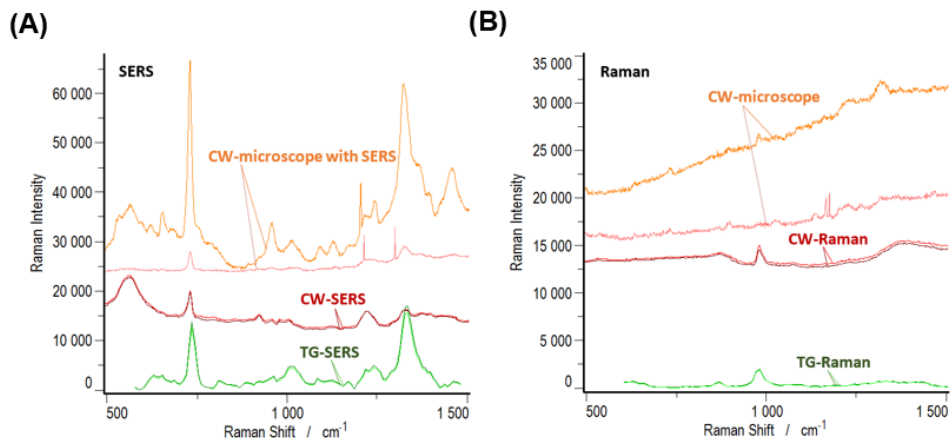 (A)
SERS
60 000
50 000
40 000
30 000
20 000
10 000
0
Raman Intensity
CW-microscope with SERS
CW-SERS
TG-SERS
500
1 000
1 500
Raman Shift / cm-1
(B)
Raman
35 000
30 000
25 000
20 000
15 000
12 500
5 000
0
Raman Intensity
CW-microscope
CW-Raman
TG-Raman
500
1 000
1 500
Raman Shift / cm-1